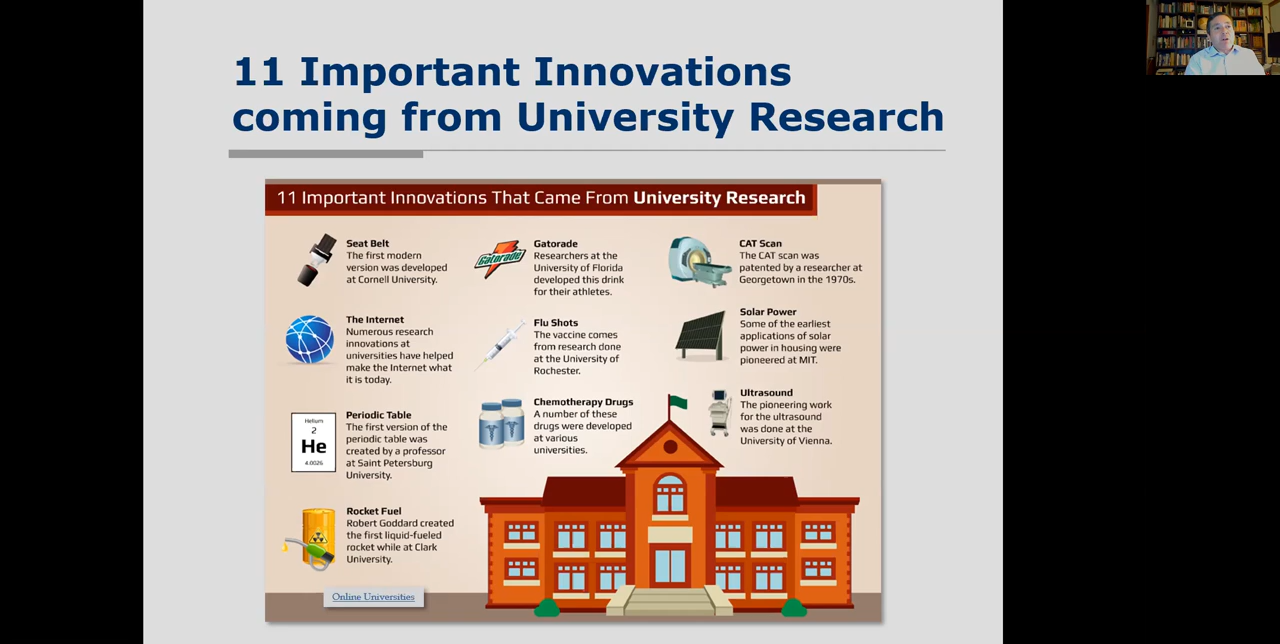 11 Important Innovations
coming from University Research
11 Important Innovations That Came From University Research
Seat Belt
The first modern
version was developed
at Cornell University.
The Internet
Numerous research
innovations at
universities have helped
make the Internet what
it is today.
Helium
2
He
4.0026
Periodic Table
The first version of the
periodic table was
created by a professor
at Saint Petersburg
University.
Rocket Fuel
Robert Goddard created
the first liquid-fueled
rocket while at Clark
University.
Gatorade
Gatorade
Researchers at the
University of Florida
developed this drink
for their athletes.
Flu Shots
The vaccine comes
from research done
at the University of
Rochester.
Chemotherapy Drugs
A number of these
drugs were developed
at various
universities.
CAT Scan
The CAT scan was
patented by a researcher at
Georgetown in the 1970s.
Solar Power
Some of the earliest
applications of solar
power in housing were
pioneered at MIT.
Ultrasound
The pioneering work
for the ultrasound
was done at the
University of Vienna.
Online Universities